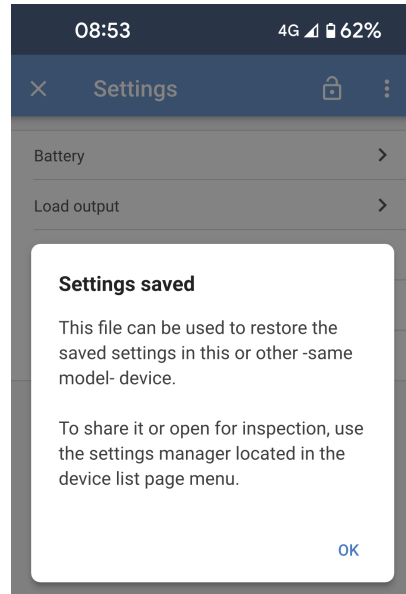 08:53
4G 62%
Settings
Battery
Load output
Settings saved
This file can be used to restore the
saved settings in this or other -same
model- device.
To share it or open for inspection, use
the settings manager located in the
device list page menu.
OK